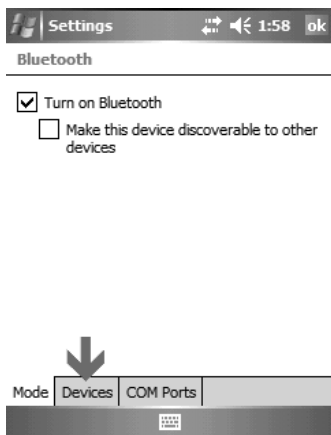 Settings 1:58 ok
Bluetooth
Turn on Bluetooth
Make this device discoverable to other
devices
Mode Devices COM Ports